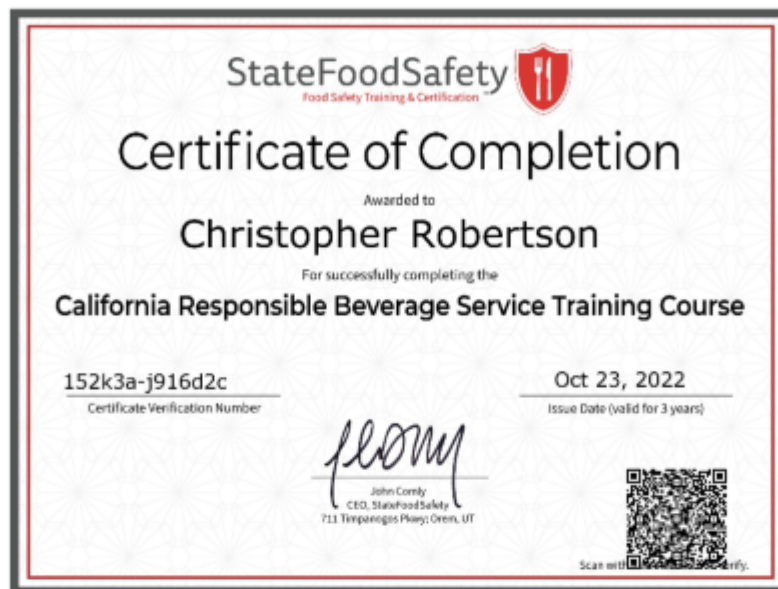 StateFoodSafety
Food Safety Training & Certification
Certificate of Completion
Awarded to
Christopher Robertson
For successfully completing the
California Responsible Beverage Service Training Course
152k3a-j916d2c
Certificate Verification Number
Oct 23, 2022
Issue Date (valid for 3 years)
John Comly
CEO, StateFoodSafety
711 Timpanogos Pkwy; Orem, UT
Scan with